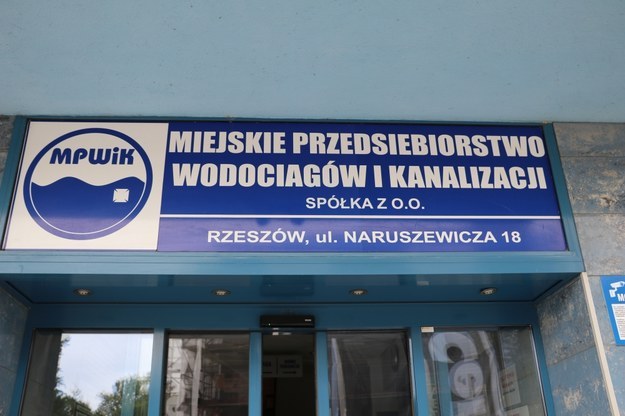 MPWiK
MIEJSKIE PRZEDSIEBIORSTWO
WODOCIAGÓW I KANALIZACJI
SPÓŁKA Z O.O.
RZESZÓW, ul. NARUSZEWICZA 18